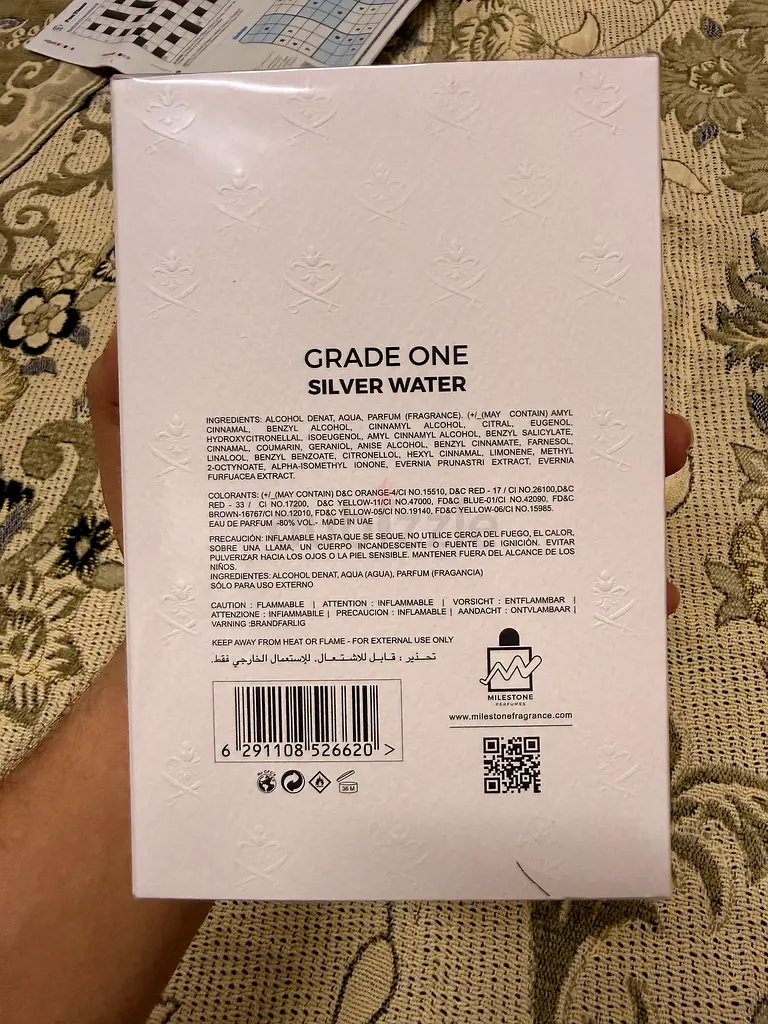 GRADE ONE
SILVER WATER
INGREDIENTS: ALCOHOL DENAT, AQUA, PARFUM (FRAGRANCE). (+/_(MAY CONTAIN) AMYL
CINNAMAL, BENZYL ALCOHOL, CINNAMYL ALCOHOL, CITRAL, EUGENOL,
HYDROXYCITRONELLAL, ISOEUGENOL, AMYL CINNAMYL ALCOHOL, BENZYL SALICYLATE,
CINNAMAL, COUMARIN, GERANIOL, ANISE ALCOHOL, BENZYL CINNAMATE, FARNESOL,
LINALOOL, BENZYL BENZOATE, CITRONELLOL, HEXYL CINNAMAL, LIMONENE, METHYL
2-OCTYNOATE, ALPHA-ISOMETHYL IONONE, EVERNIA PRUNASTRI EXTRACT, EVERNIA
FURFUACEA EXTRACT.
COLORANTS: (+/_(MAY CONTAIN) D&C ORANGE-4/CI NO.15510, D&C RED - 17 / CI NO.26100,D&C
RED - 33 / CI NO.17200, D&C YELLOW-11/CI NO.47000, FD&C BLUE-01/CI NO.42090, FD&C
BROWN-16767/CI NO.12010, FD&C YELLOW-05/CI NO.19140, FD&C YELLOW-06/CI NO.15985.
EAU DE PARFUM -80% VOL.- MADE IN UAE
PRECAUCIÓN: INFLAMABLE HASTA QUE SE SEQUE. NO UTILICE CERCA DEL FUEGO, EL CALOR,
SOBRE UNA LLAMA, UN CUERPO INCANDESCENTE O FUENTE DE IGNICIÓN. EVITAR
PULVERIZAR HACIA LOS OJOS O LA PIEL SENSIBLE. MANTENER FUERA DEL ALCANCE DE LOS
NIÑOS.
INGREDIENTES: ALCOHOL DENAT, AQUA (AGUA), PARFUM (FRAGANCIA)
SÓLO PARA USO EXTERNO
CAUTION : FLAMMABLE | ATTENTION : INFLAMMABLE | VORSICHT : ENTFLAMMBAR |
ATTENZIONE : INFIAMMABILE | PRECAUCION : INFLAMABLE | AANDACHT : ONTVLAMBAAR |
VARNING :BRANDFARLIG
KEEP AWAY FROM HEAT OR FLAME - FOR EXTERNAL USE ONLY
تحذير : قابل للاشتعال. للإستعمال الخارجي فقط.
MILESTONE
PERFUMES
www.milestonefragrance.com
6 291108 526620 >
36 M